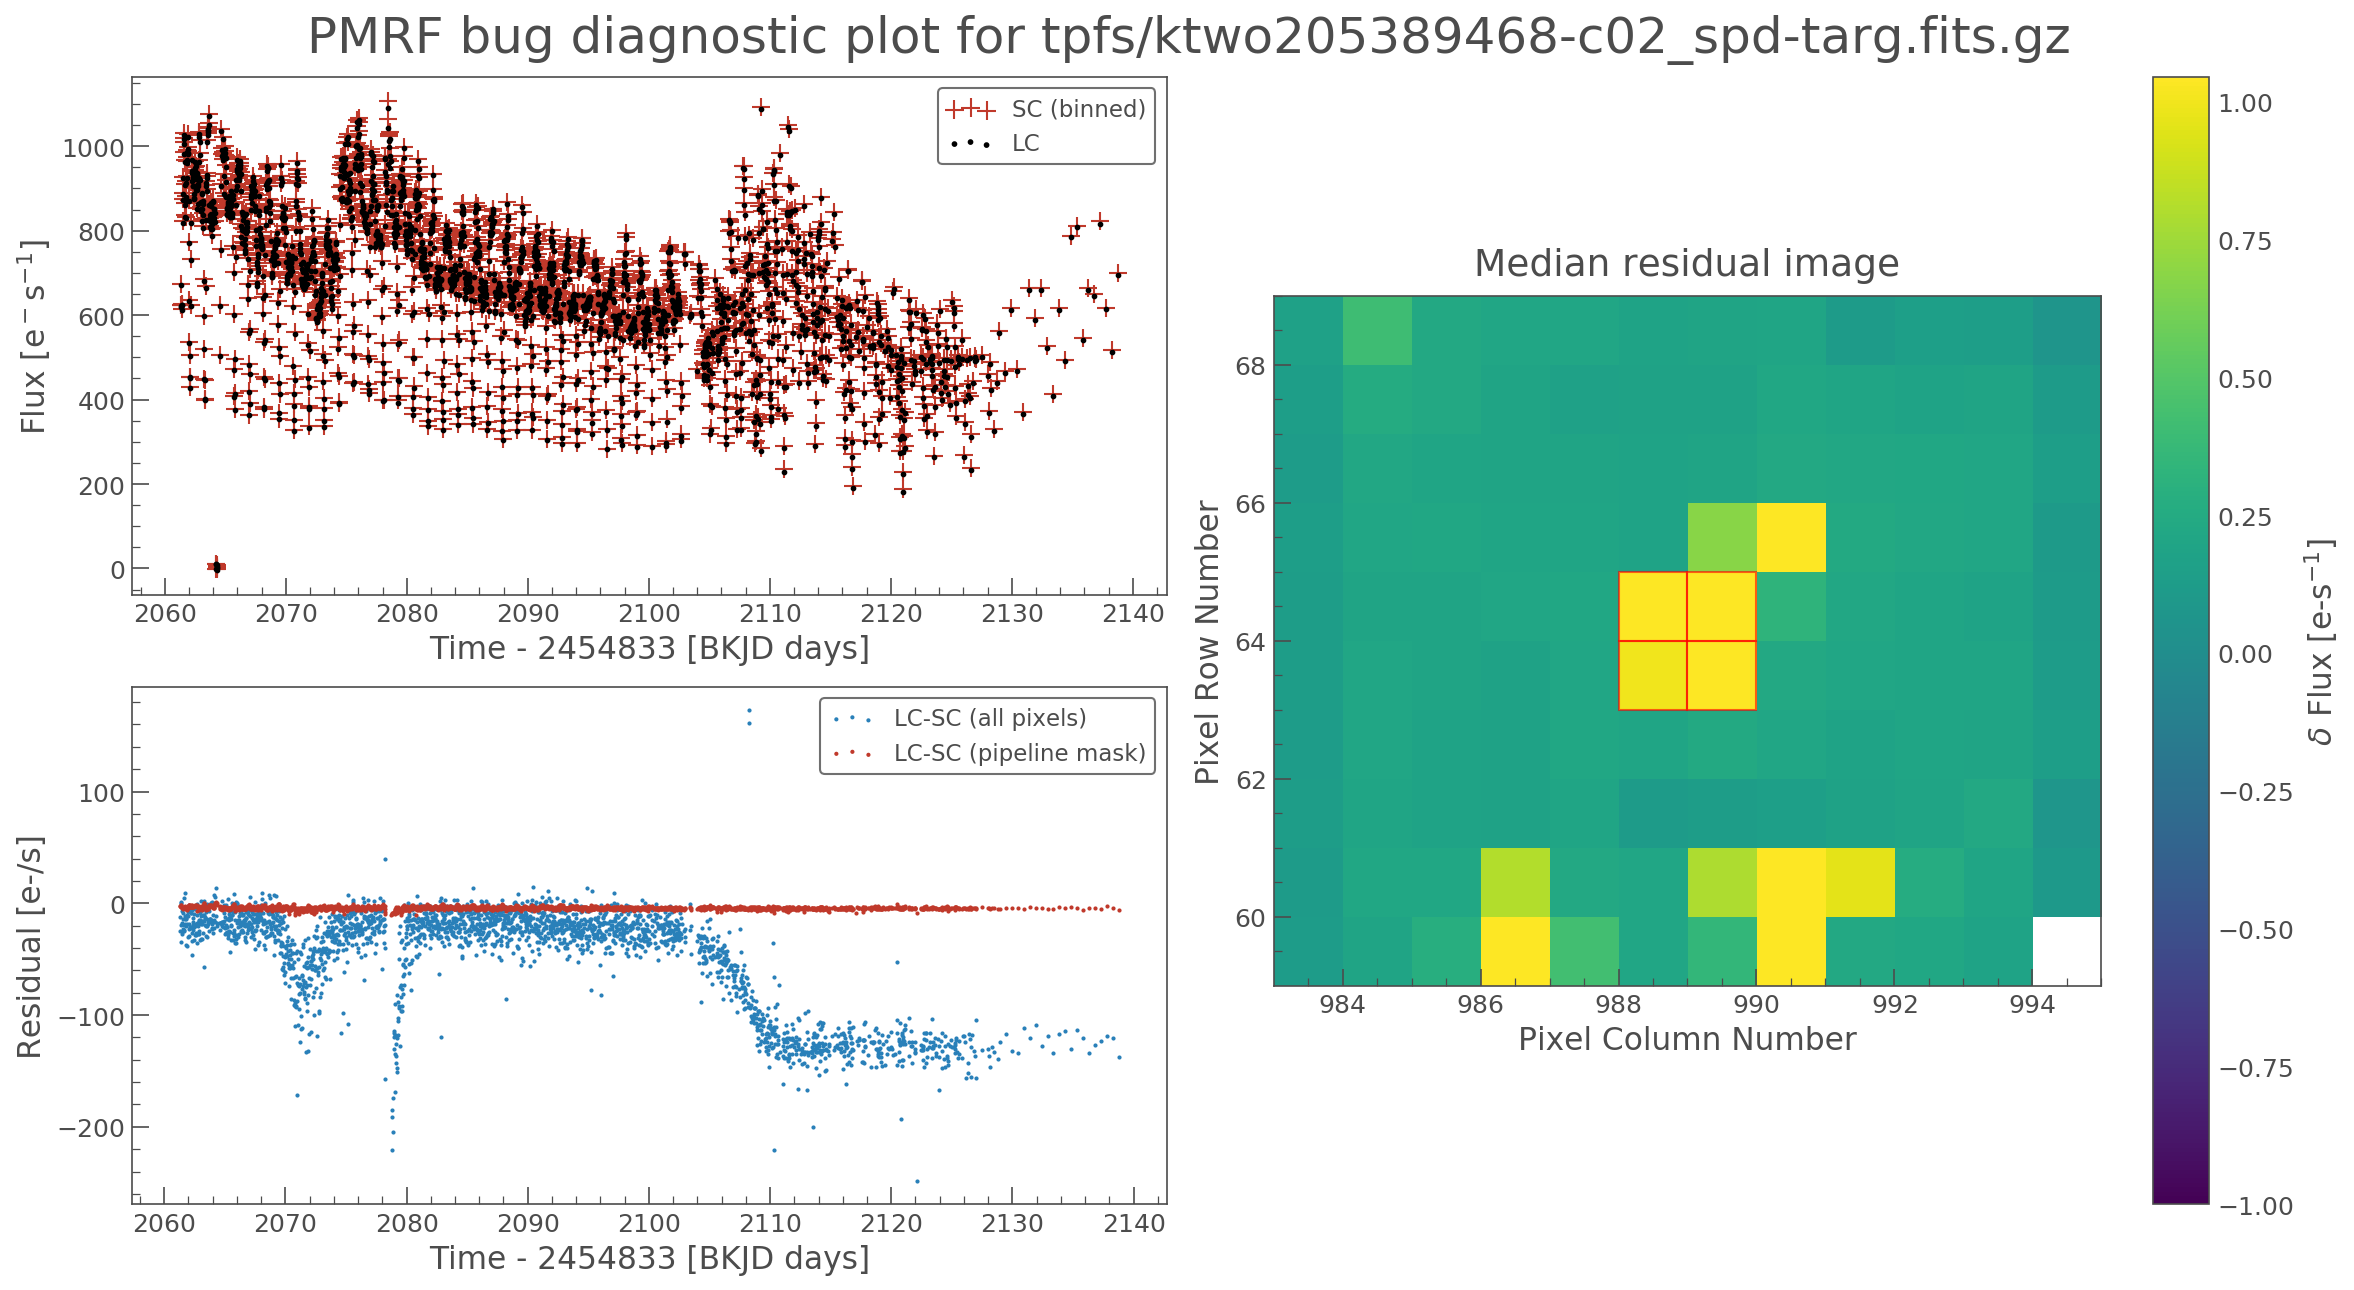 PMRF bug diagnostic plot for tpfs/ktwo205389468-c02_spd-targ.fits.gz
SC (binned)
LC
1000
800
600
400
200
0
Flux [e⁻ s⁻¹]
2060 2070 2080 2090 2100 2110 2120 2130 2140
Time - 2454833 [BKJD days]
LC-SC (all pixels)
LC-SC (pipeline mask)
100
0
−100
−200
Residual [e-/s]
2060 2070 2080 2090 2100 2110 2120 2130 2140
Time - 2454833 [BKJD days]
Median residual image
68
66
64
62
60
Pixel Row Number
984 986 988 990 992 994
Pixel Column Number
1.00
0.75
0.50
0.25
0.00
−0.25
−0.50
−0.75
−1.00
δ Flux [e-s⁻¹]